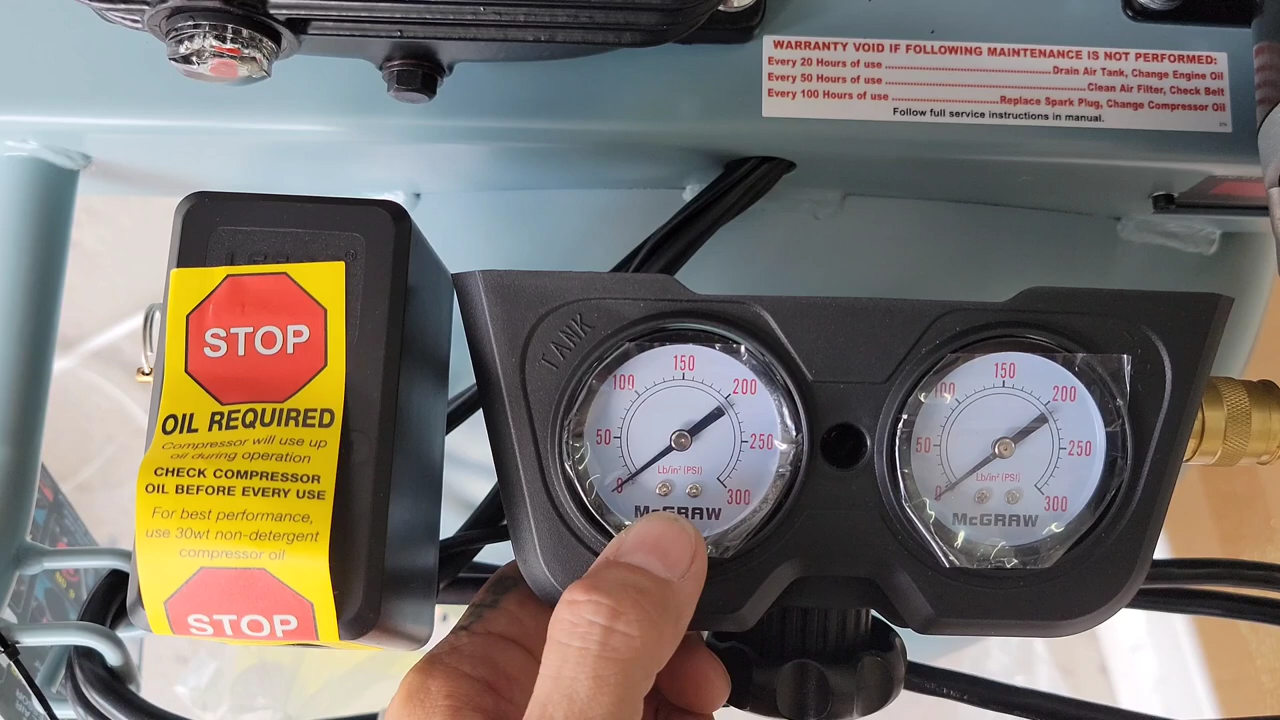 WARRANTY VOID IF FOLLOWING MAINTENANCE IS NOT PERFORMED:
Every 20 Hours of use ........ Drain Air Tank, Change Engine Oil
Every 50 Hours of use ........ Clean Air Filter, Check Belt
Every 100 Hours of use ........ Replace Spark Plug, Change Compressor Oil
Follow full service instructions in manual.
STOP
OIL REQUIRED
Compressor will use up
oil during operation
CHECK COMPRESSOR
OIL BEFORE EVERY USE
For best performance,
use 30wt non-detergent
compressor oil
STOP
TANK
0 50 100 150 200 250 300
Lb/in² (PSI)
McGRAW
0 50 100 150 200 250 300
Lb/in² (PSI)
McGRAW